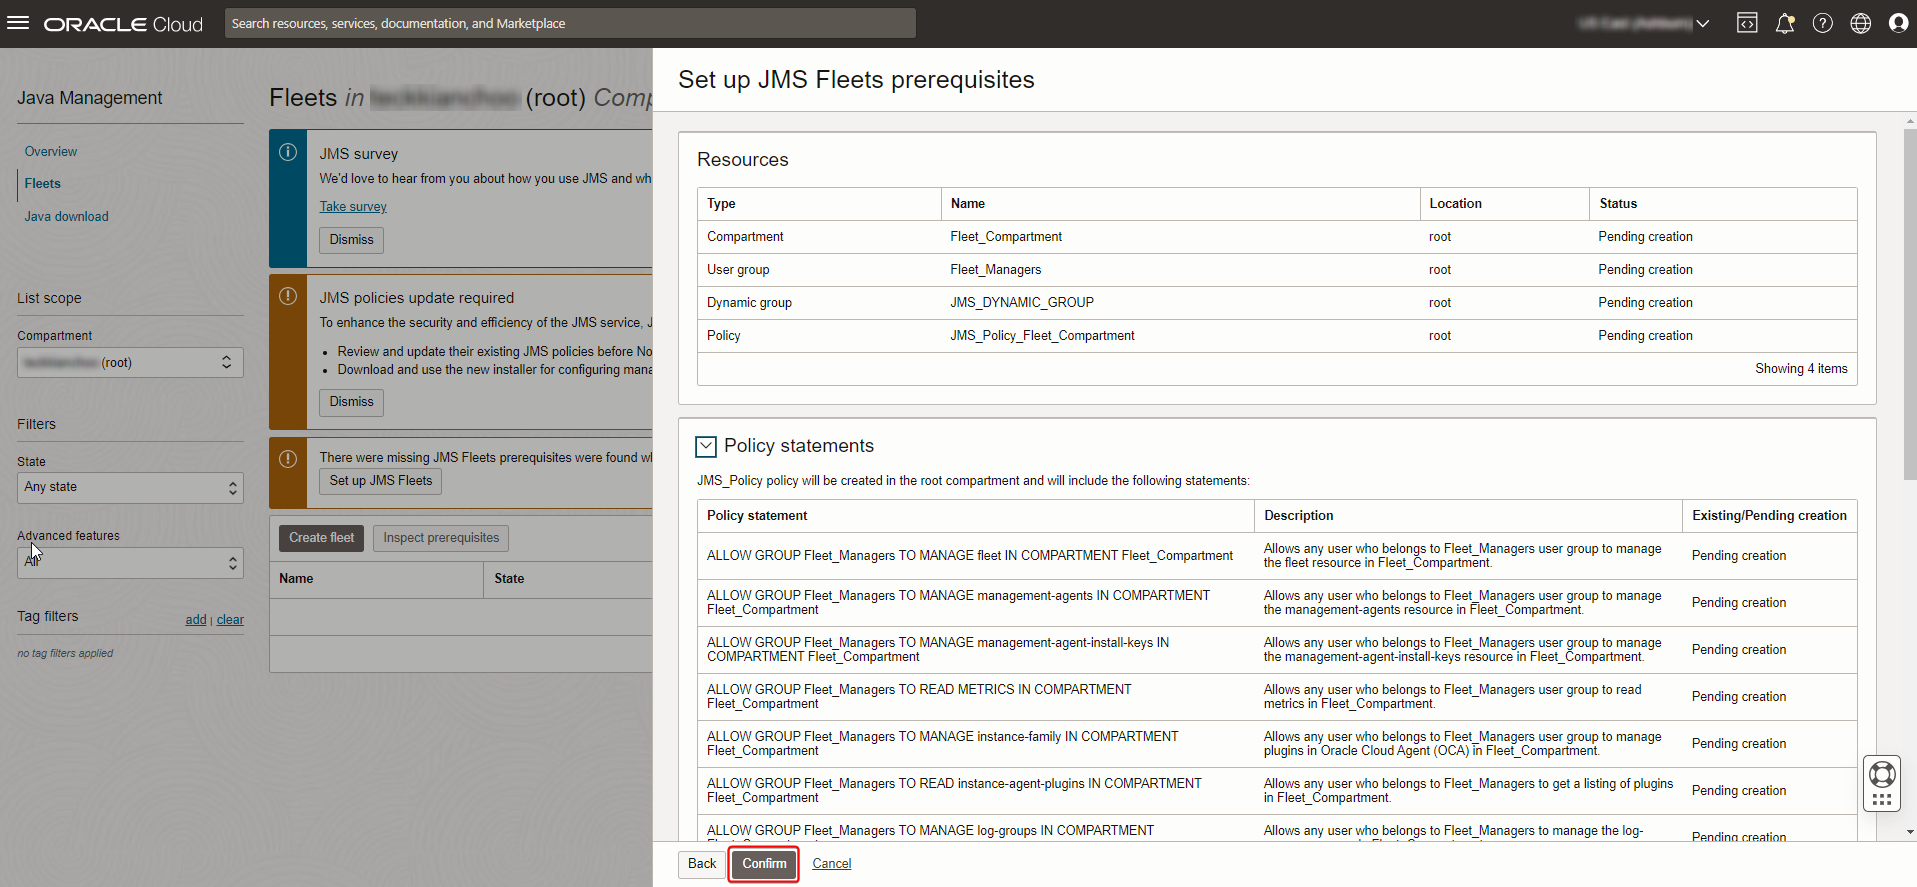 ORACLE Cloud
Search resources, services, documentation, and Marketplace
Java Management
Overview
Fleets
Java download
List scope
Compartment
(root)
Filters
State
Any state
Advanced features
All
Tag filters
add | clear
no tag filters applied
Fleets in (root) Comp
JMS survey
We'd love to hear from you about how you use JMS and wh
Take survey
Dismiss
JMS policies update required
To enhance the security and efficiency of the JMS service, J
• Review and update their existing JMS policies before No
• Download and use the new installer for configuring mana
Dismiss
There were missing JMS Fleets prerequisites were found wh
Set up JMS Fleets
Create fleet Inspect prerequisites
Name State
Set up JMS Fleets prerequisites
Resources
Type Name Location Status
Compartment Fleet_Compartment root Pending creation
User group Fleet_Managers root Pending creation
Dynamic group JMS_DYNAMIC_GROUP root Pending creation
Policy JMS_Policy_Fleet_Compartment root Pending creation
Showing 4 items
Policy statements
JMS_Policy policy will be created in the root compartment and will include the following statements:
Policy statement Description Existing/Pending creation
ALLOW GROUP Fleet_Managers TO MANAGE fleet IN COMPARTMENT Fleet_Compartment
Allows any user who belongs to Fleet_Managers user group to manage
the fleet resource in Fleet_Compartment.
Pending creation
ALLOW GROUP Fleet_Managers TO MANAGE management-agents IN COMPARTMENT
Fleet_Compartment
Allows any user who belongs to Fleet_Managers user group to manage
the management-agents resource in Fleet_Compartment.
Pending creation
ALLOW GROUP Fleet_Managers TO MANAGE management-agent-install-keys IN
COMPARTMENT Fleet_Compartment
Allows any user who belongs to Fleet_Managers user group to manage
the management-agent-install-keys resource in Fleet_Compartment.
Pending creation
ALLOW GROUP Fleet_Managers TO READ METRICS IN COMPARTMENT
Fleet_Compartment
Allows any user who belongs to Fleet_Managers user group to read
metrics in Fleet_Compartment.
Pending creation
ALLOW GROUP Fleet_Managers TO MANAGE instance-family IN COMPARTMENT
Fleet_Compartment
Allows any user who belongs to Fleet_Managers user group to manage
plugins in Oracle Cloud Agent (OCA) in Fleet_Compartment.
Pending creation
ALLOW GROUP Fleet_Managers TO READ instance-agent-plugins IN COMPARTMENT
Fleet_Compartment
Allows any user who belongs to Fleet_Managers to get a listing of plugins
in Fleet_Compartment.
Pending creation
ALLOW GROUP Fleet_Managers TO MANAGE log-groups IN COMPARTMENT
Allows any user who belongs to Fleet_Managers to manage the log-
Pending creation
Back Confirm Cancel